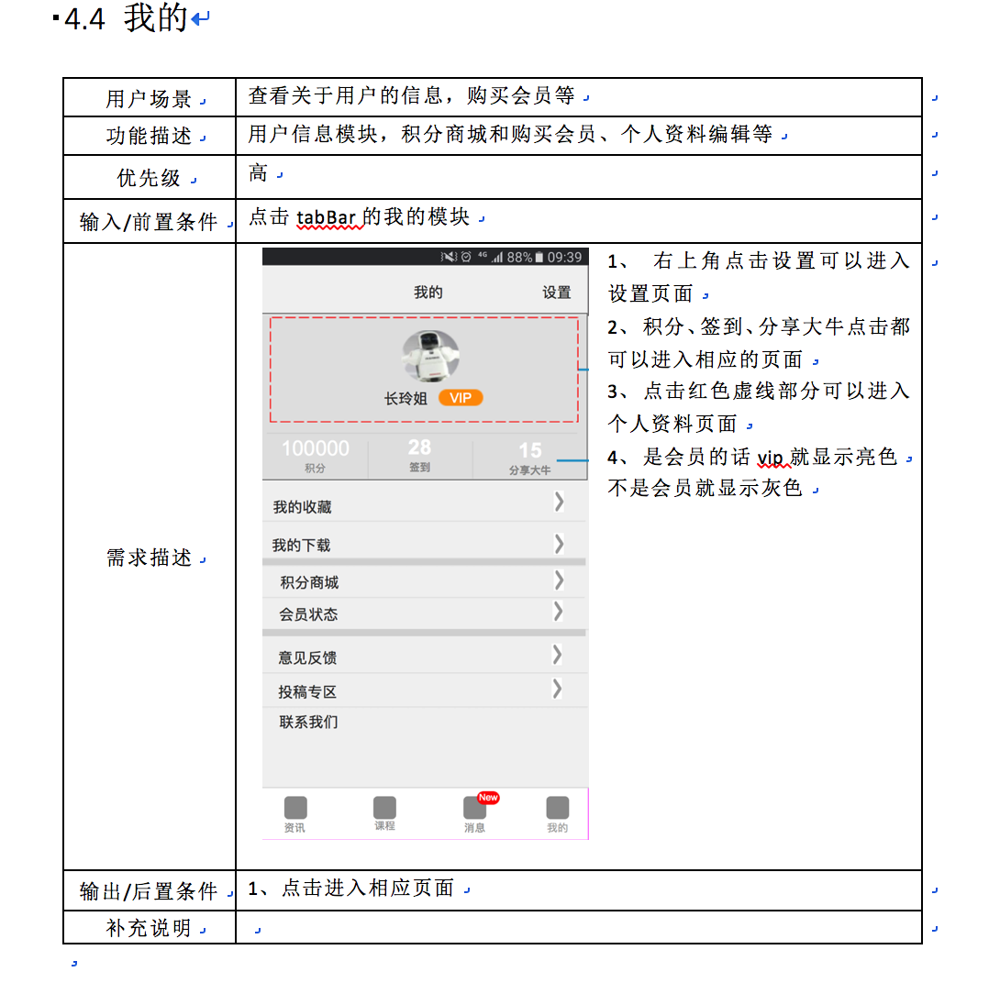 4.4 我的
用户场景
查看关于用户的信息，购买会员等
功能描述
用户信息模块，积分商城和购买会员、个人资料编辑等
优先级
高
输入/前置条件
点击 tabBar 的我的模块
需求描述
4G 88% 09:39
我的 设置
长玲姐 VIP
100000 28 15
积分 签到 分享大牛
我的收藏
我的下载
积分商城
会员状态
意见反馈
投稿专区
联系我们
New
资讯 课程 消息 我的
1、 右上角点击设置可以进入
设置页面
2、积分、签到、分享大牛点击都
可以进入相应的页面
3、点击红色虚线部分可以进入
个人资料页面
4、是会员的话 vip 就显示亮色
不是会员就显示灰色
输出/后置条件
1、点击进入相应页面
补充说明